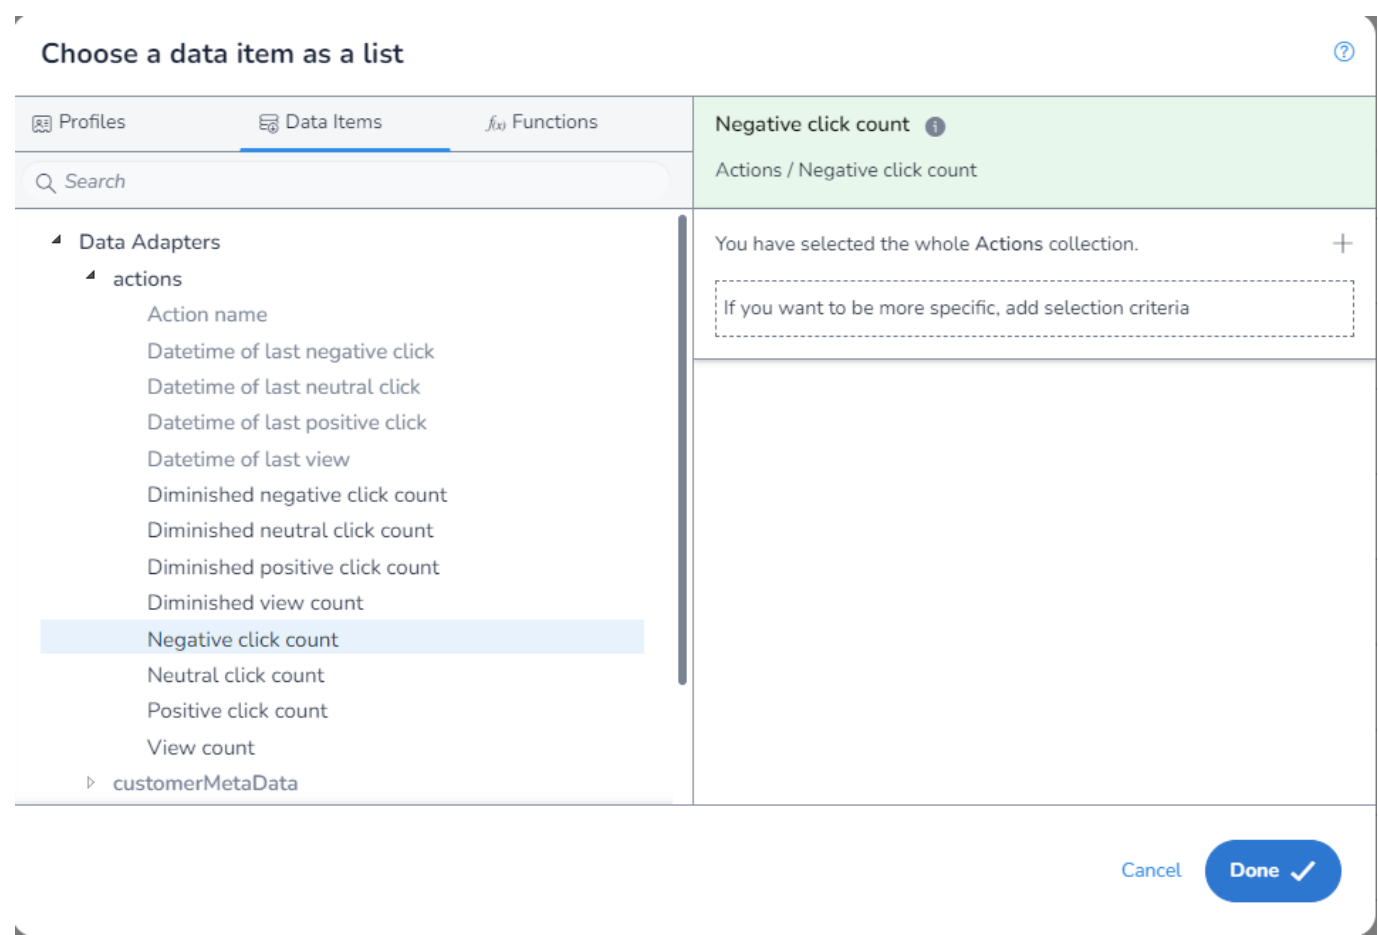 Choose a data item as a list
Profiles
Data Items
f(x) Functions
Search
Data Adapters
actions
Action name
Datetime of last negative click
Datetime of last neutral click
Datetime of last positive click
Datetime of last view
Diminished negative click count
Diminished neutral click count
Diminished positive click count
Diminished view count
Negative click count
Neutral click count
Positive click count
View count
customerMetaData
Negative click count
Actions / Negative click count
You have selected the whole Actions collection.
If you want to be more specific, add selection criteria
Cancel
Done